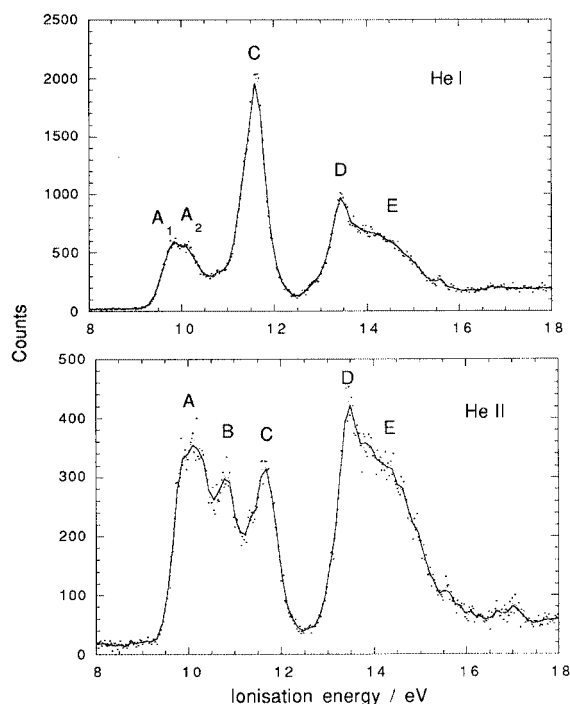 2500
2000
1500
1000
500
0
C
He I
A₁ A₂
D
E
8 10 12 14 16 18
Counts
500
400
300
200
100
0
A
B
C
D
E
He II
8 10 12 14 16 18
Ionisation energy / eV